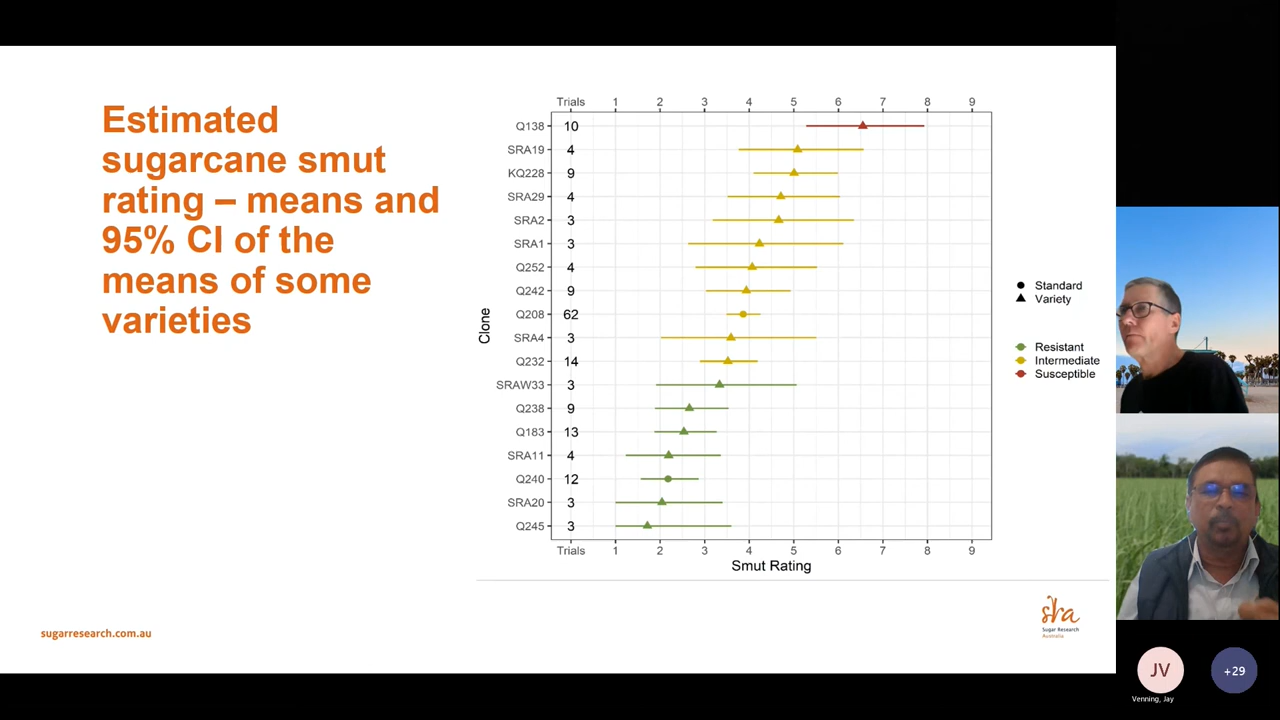 Estimated
sugarcane smut
rating – means and
95% CI of the
means of some
varieties
Trials 1 2 3 4 5 6 7 8 9
Q138 10
SRA19 4
KQ228 9
SRA29 4
SRA2 3
SRA1 3
Q252 4
Q242 9
Q208 62
SRA4 3
Q232 14
SRAW33 3
Q238 9
Q183 13
SRA11 4
Q240 12
SRA20 3
Q245 3
Trials 1 2 3 4 5 6 7 8 9
Smut Rating
Clone
Standard
Variety
Resistant
Intermediate
Susceptible
sugarresearch.com.au
sra
Sugar Research
Australia
JV
Venning, Jay
+29